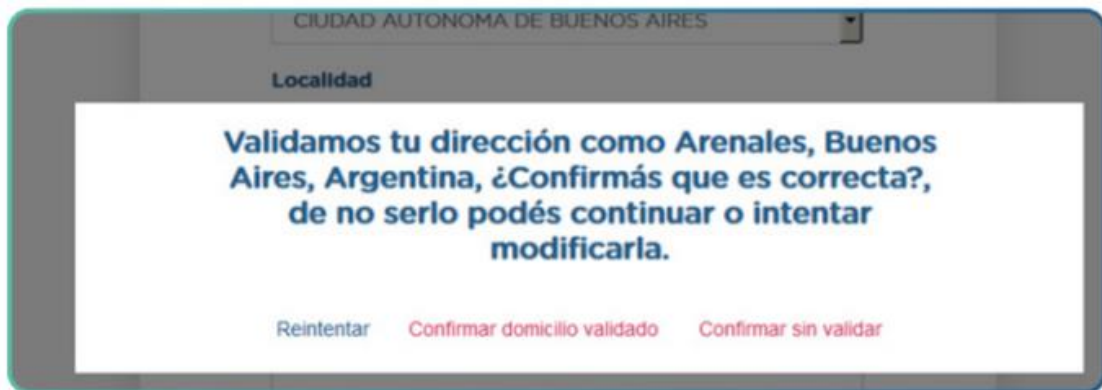 CIUDAD AUTONOMA DE BUENOS AIRES
Localidad
Validamos tu dirección como Arenales, Buenos
Aires, Argentina, ¿Confirmás que es correcta?,
de no serlo podés continuar o intentar
modificarla.
Reintentar Confirmar domicilio validado Confirmar sin validar